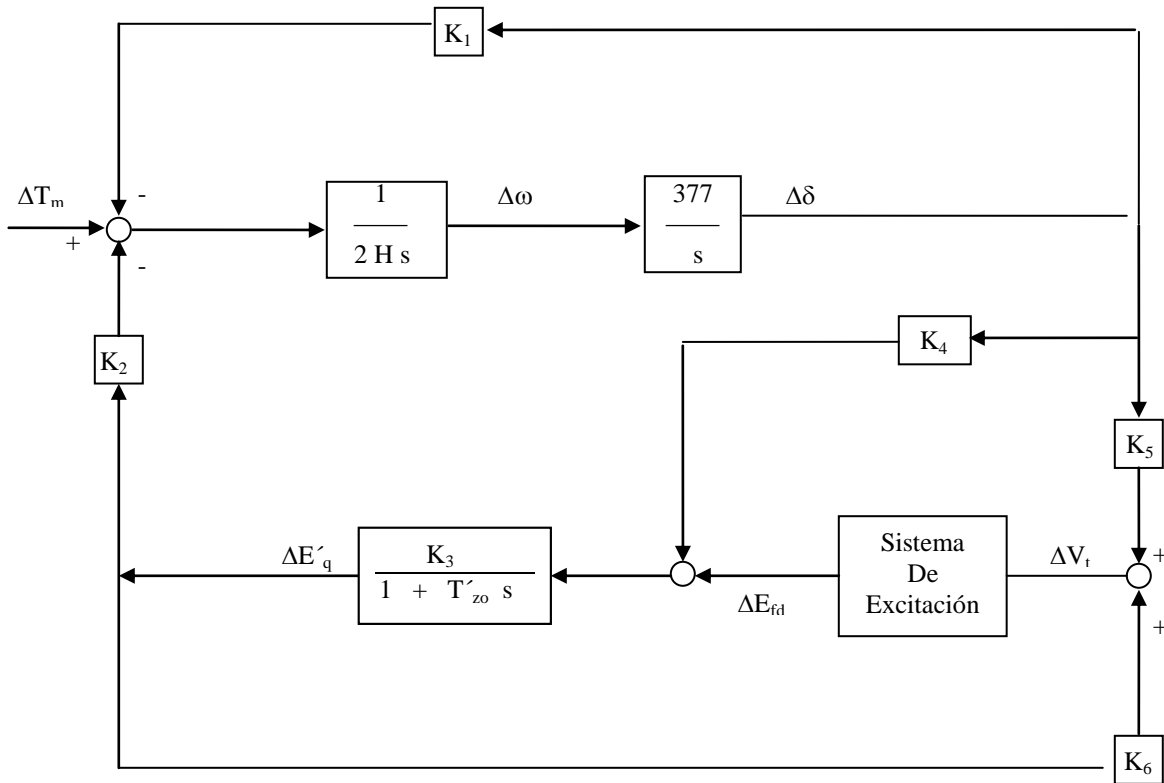 K₁
ΔTₘ
+
-
-
1
2 H s
Δω
377
s
Δδ
K₂
K₄
K₅
ΔE´q
K₃
1 + T´zo s
ΔEfd
Sistema
De
Excitación
ΔVt
+
+
K₆